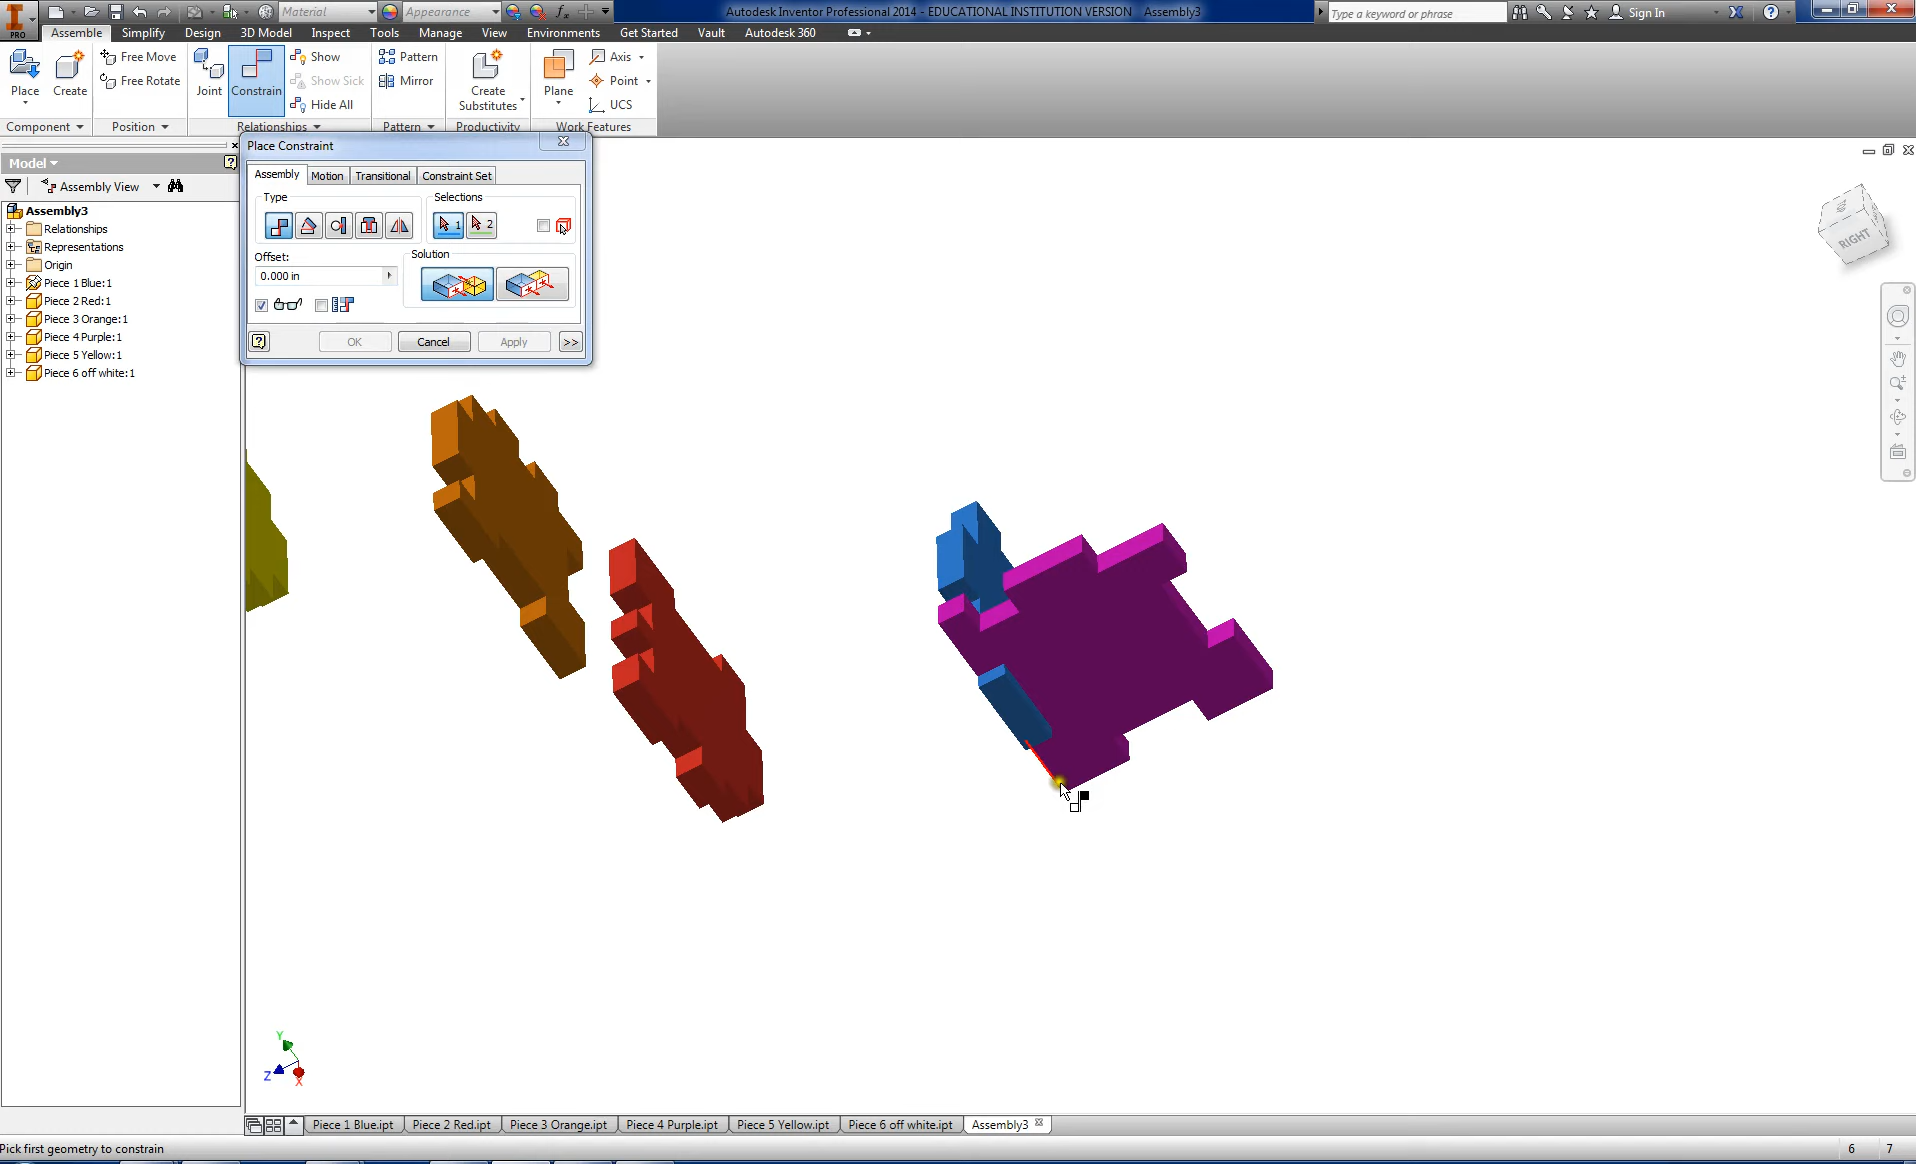 Material
Appearance
Autodesk Inventor Professional 2014 - EDUCATIONAL INSTITUTION VERSION Assembly3
Type a keyword or phrase
Sign In
PRO
Assemble Simplify Design 3D Model Inspect Tools Manage View Environments Get Started Vault Autodesk 360
Place
Create
Free Move
Free Rotate
Joint
Constrain
Show
Show Sick
Hide All
Pattern
Mirror
Create
Substitutes
Plane
Axis
Point
UCS
Component Position Relationships Pattern Productivity Work Features
Model
Assembly View
Assembly3
Relationships
Representations
Origin
Piece 1 Blue:1
Piece 2 Red:1
Piece 3 Orange:1
Piece 4 Purple:1
Piece 5 Yellow:1
Piece 6 off white:1
Place Constraint
Assembly Motion Transitional Constraint Set
Type
Selections
1 2
Offset:
0.000 in
Solution
OK Cancel Apply >>
RIGHT
Y
Z
X
Piece 1 Blue.ipt Piece 2 Red.ipt Piece 3 Orange.ipt Piece 4 Purple.ipt Piece 5 Yellow.ipt Piece 6 off white.ipt Assembly3
Pick first geometry to constrain
6 7